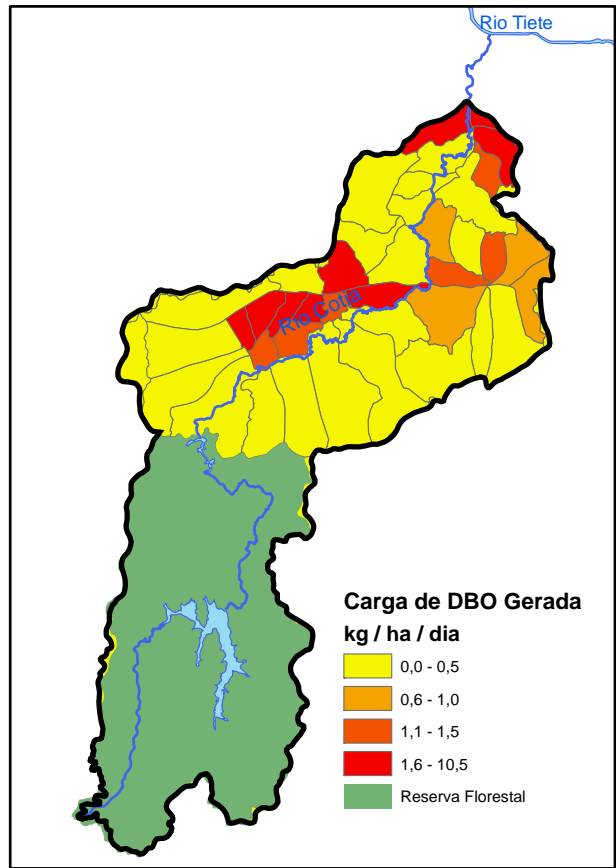 Rio Tiete
Rio Cotia
Carga de DBO Gerada
kg / ha / dia
0,0 - 0,5
0,6 - 1,0
1,1 - 1,5
1,6 - 10,5
Reserva Florestal